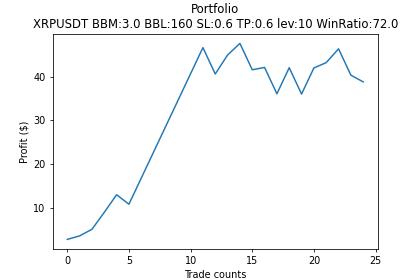 Portfolio
XRPUSDT BBM:3.0 BBL:160 SL:0.6 TP:0.6 lev:10 WinRatio:72.0
40
30
20
10
Profit ($)
0 5 10 15 20 25
Trade counts